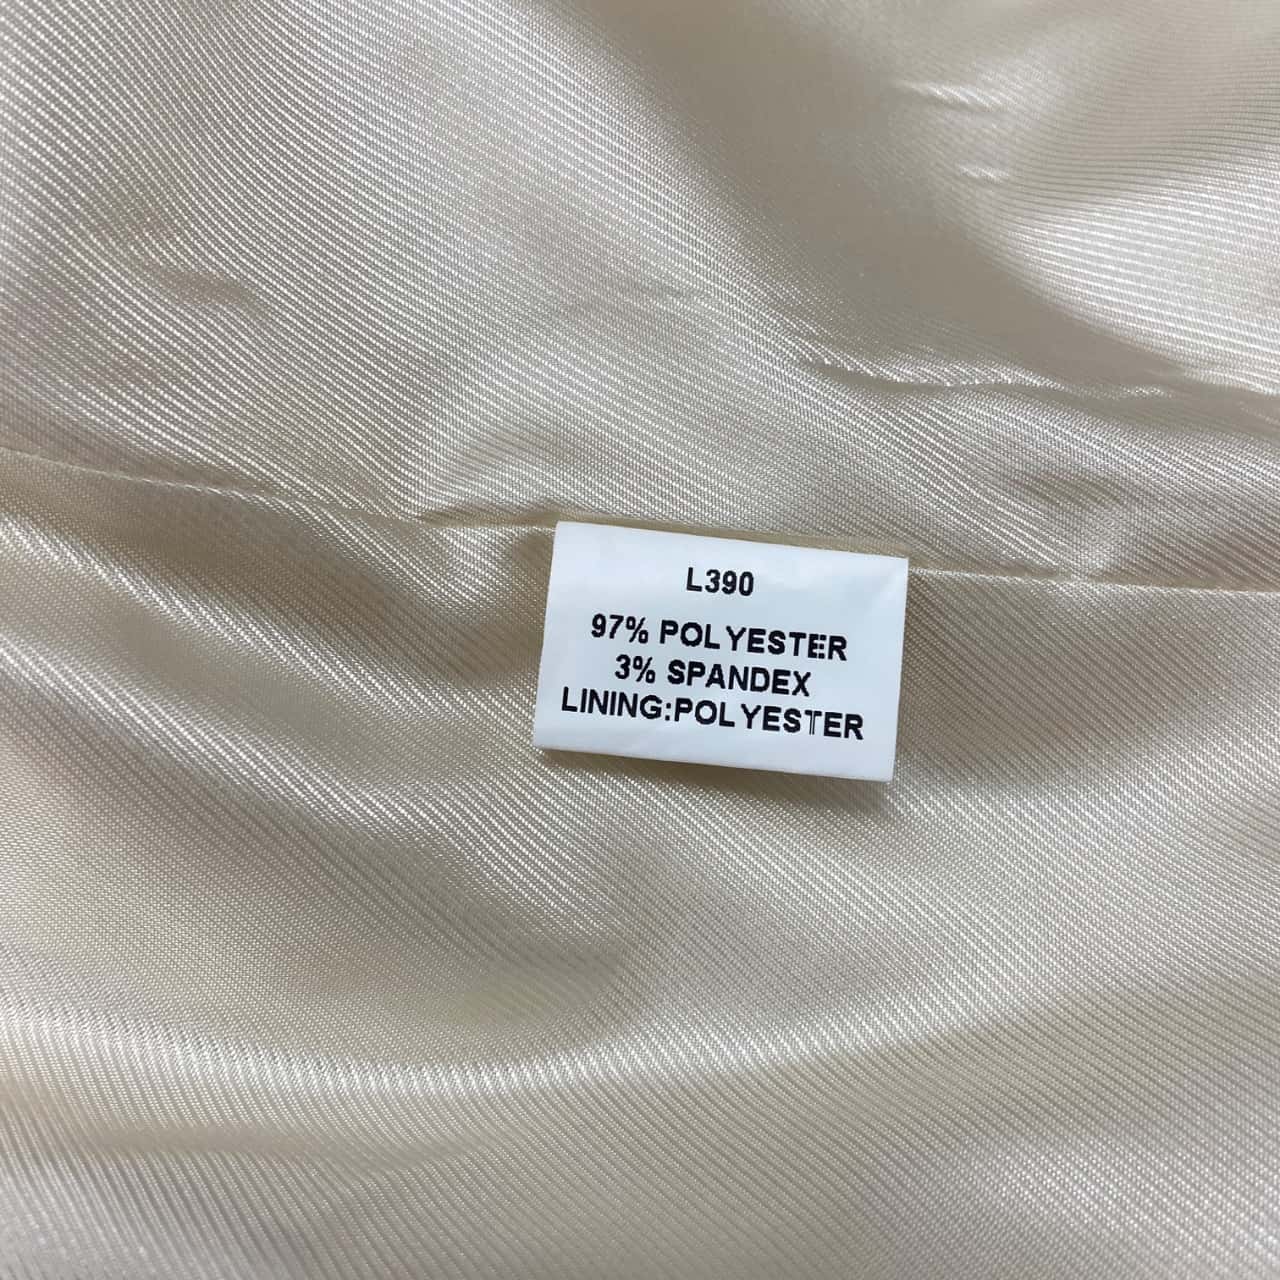 L390
97% POLYESTER
3% SPANDEX
LINING:POLYESTER